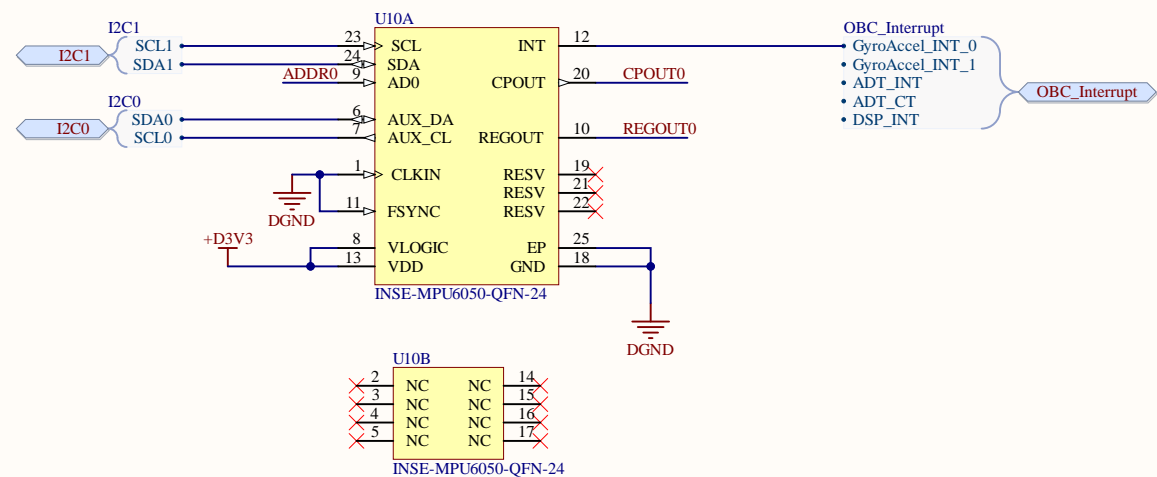 U10A
I2C1
OBC_Interrupt
I2C1
SCL1
23
SCL
INT
12
GyroAccel_INT_0
SDA1
24
SDA
GyroAccel_INT_1
ADDR0
9
AD0
CPOUT
20
CPOUT0
ADT_INT
OBC_Interrupt
I2C0
ADT_CT
I2C0
SDA0
6
AUX_DA
DSP_INT
SCL0
7
AUX_CL
REGOUT
10
REGOUT0
1
CLKIN
RESV
19
RESV
21
DGND
11
FSYNC
RESV
22
+D3V3
8
VLOGIC
EP
25
13
VDD
GND
18
INSE-MPU6050-QFN-24
DGND
U10B
2
NC
NC
14
3
NC
NC
15
4
NC
NC
16
5
NC
NC
17
INSE-MPU6050-QFN-24